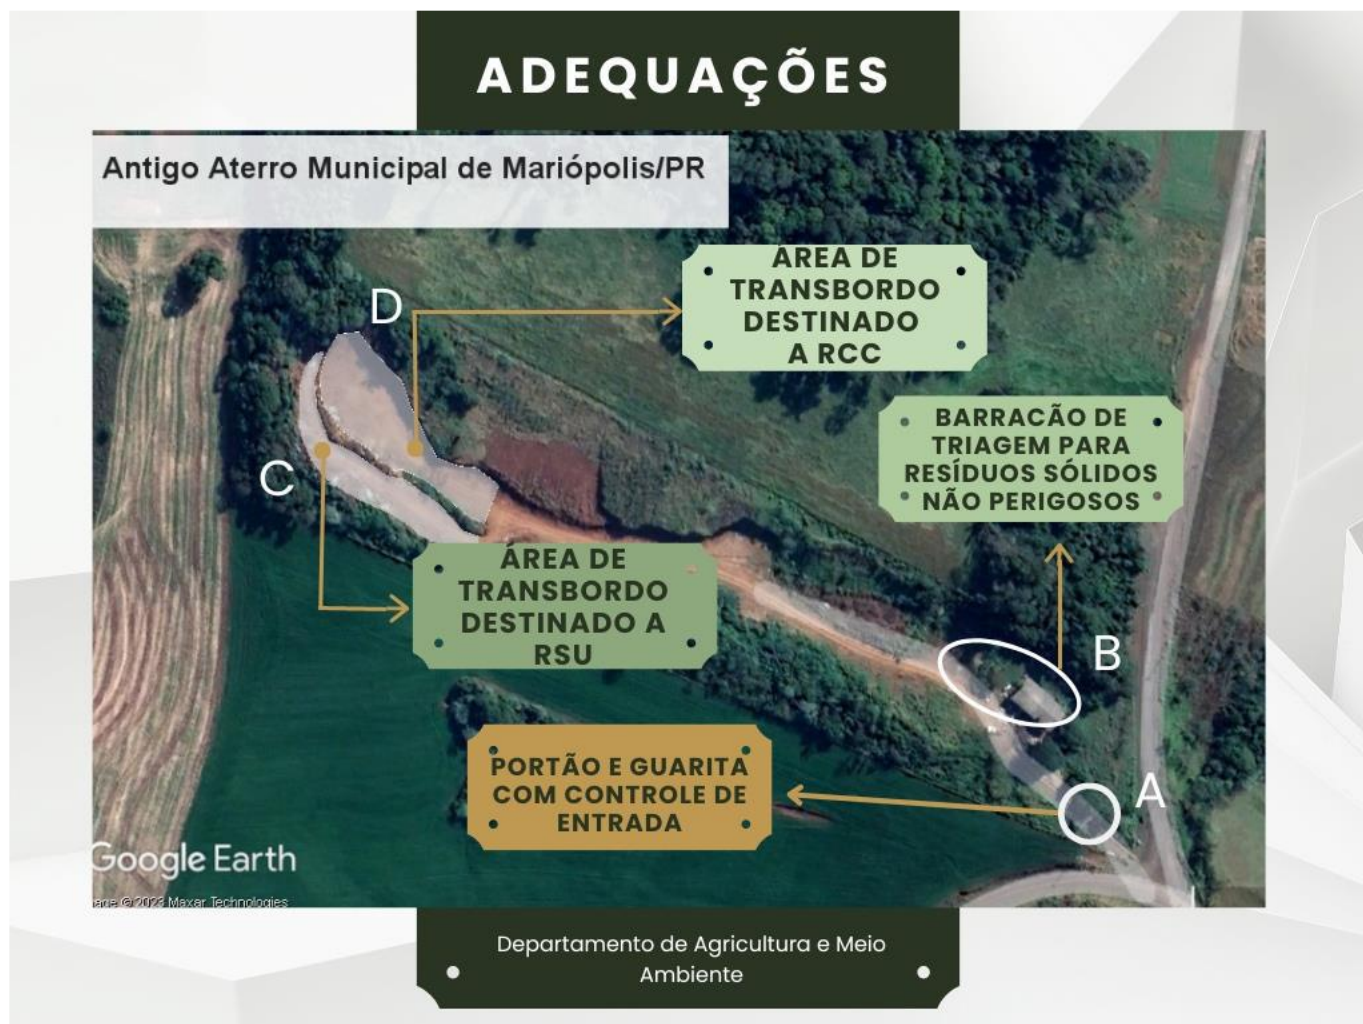 ADEQUAÇÕES
Antigo Aterro Municipal de Mariópolis/PR
D
ÁREA DE
TRANSBORDO
DESTINADO
A RCC
BARRACÃO DE
TRIAGEM PARA
RESÍDUOS SÓLIDOS
NÃO PERIGOSOS
C
ÁREA DE
TRANSBORDO
DESTINADO A
RSU
B
PORTÃO E GUARITA
COM CONTROLE DE
ENTRADA
A
Google Earth
© 2023 Maxar Technologies
Departamento de Agricultura e Meio
Ambiente